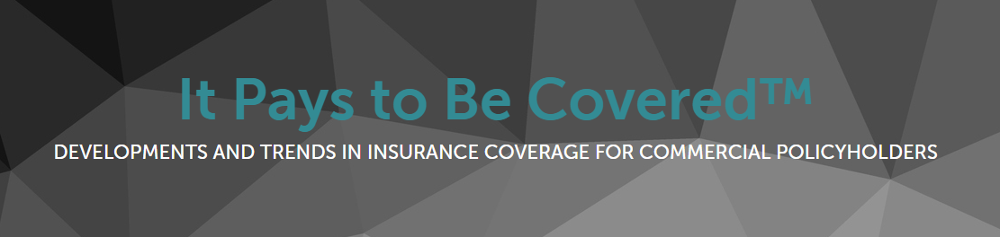 It Pays to Be Covered™
DEVELOPMENTS AND TRENDS IN INSURANCE COVERAGE FOR COMMERCIAL POLICYHOLDERS